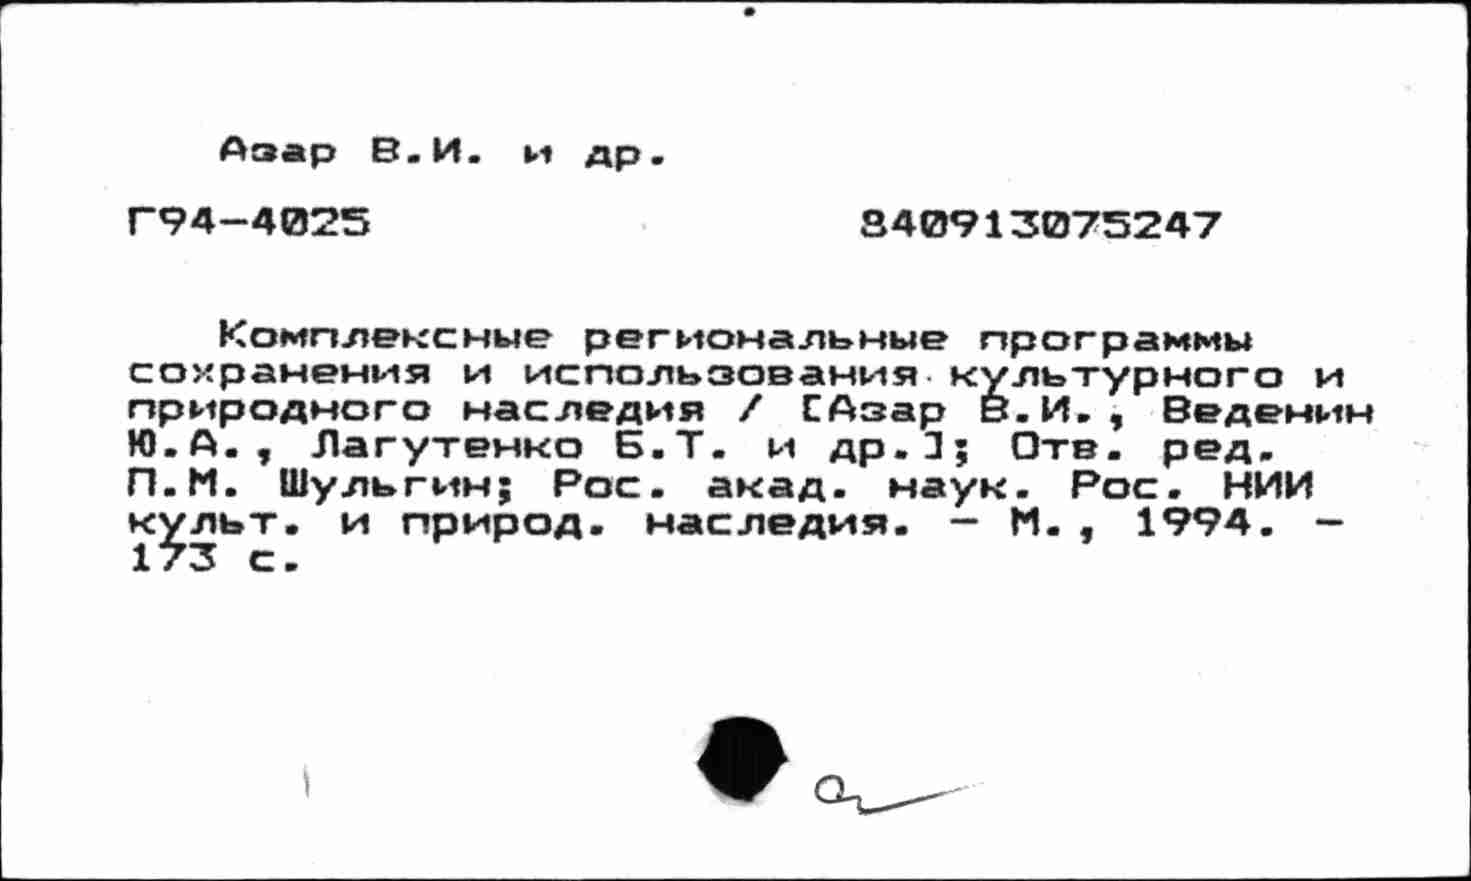 Азар В.И. и др.
Г94-4025 840913075247
Комплексные региональные программы
сохранения и использования культурного и
природного наследия / [Азар В.И., Веденин
Ю.А., Лагутенко Б.Т. и др.]; Отв. ред.
П.М. Шульгин; Рос. акад. наук. Рос. НИИ
культ. и природ. наследия. - М., 1994. -
173 с.